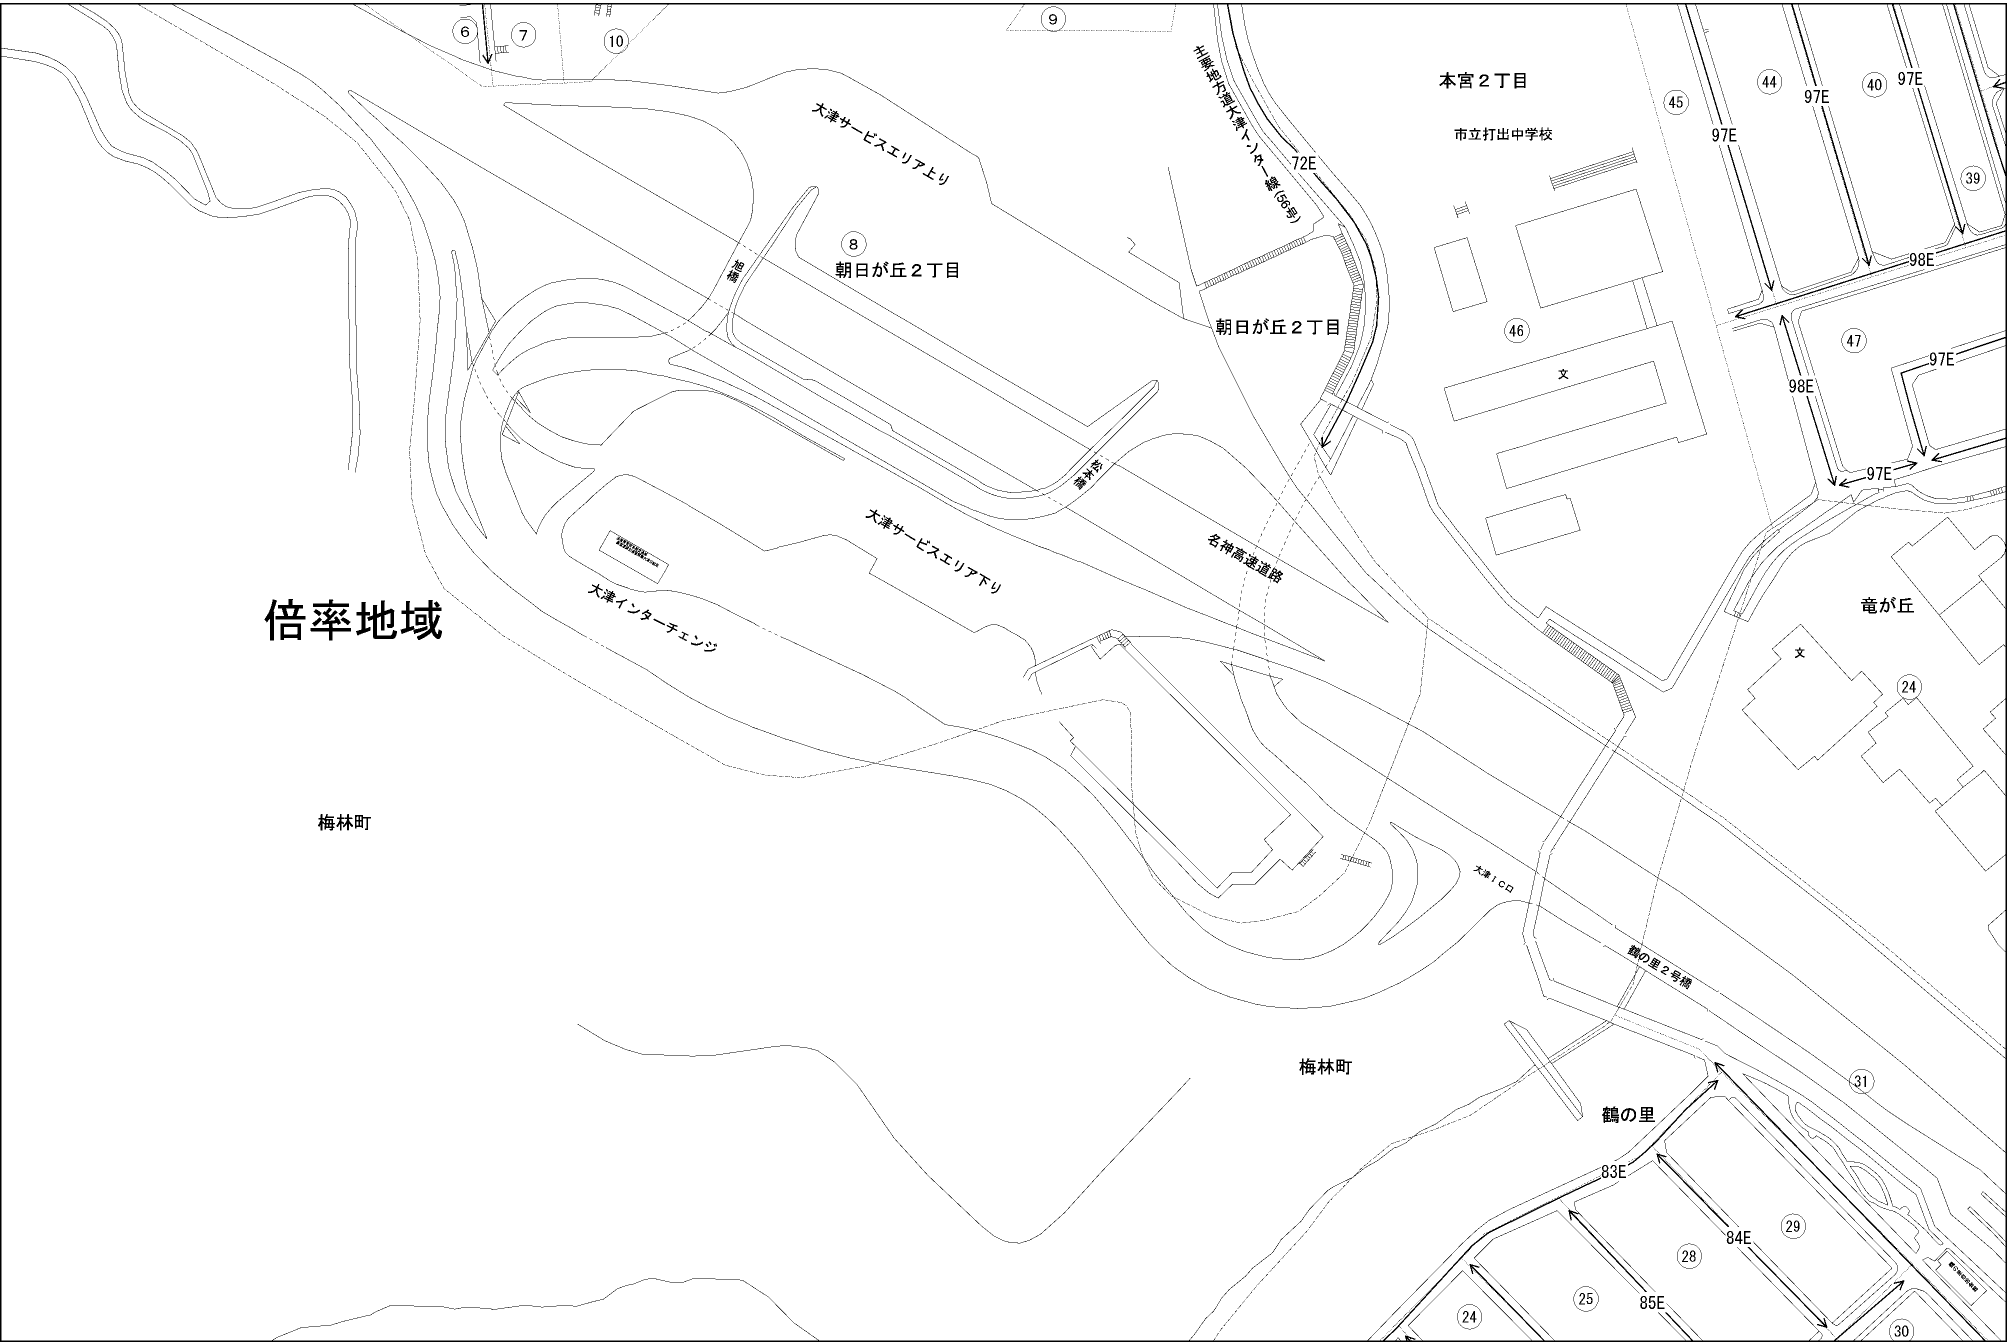 6
7
10
9
主要地方道大津インター線(56号)
本宮２丁目
45
44
97E
40
97E
97E
市立打出中学校
72E
39
大津サービスエリア上り
旭橋
8
朝日が丘２丁目
98E
朝日が丘２丁目
46
47
97E
文
98E
松本橋
97E
大津サービスエリア下り
名神高速道路
大津インターチェンジ
倍率地域
竜が丘
文
24
梅林町
大津ＩＣ口
鶴の里２号橋
梅林町
31
鶴の里
83E
29
84E
28
85E
25
24
30